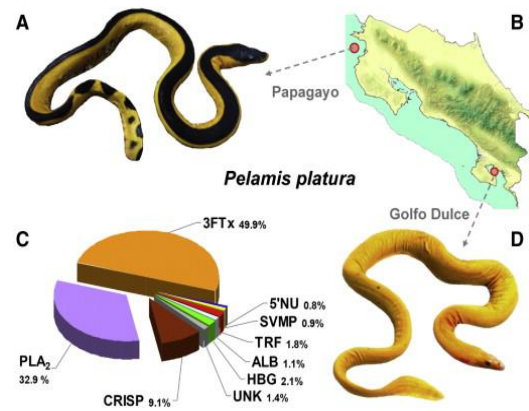 A
B
Papagayo
Pelamis platura
Golfo Dulce
C
D
3FTx 49.9%
5'NU 0.8%
SVMP 0.9%
TRF 1.8%
ALB 1.1%
HBG 2.1%
UNK 1.4%
CRISP 9.1%
PLA₂
32.9 %